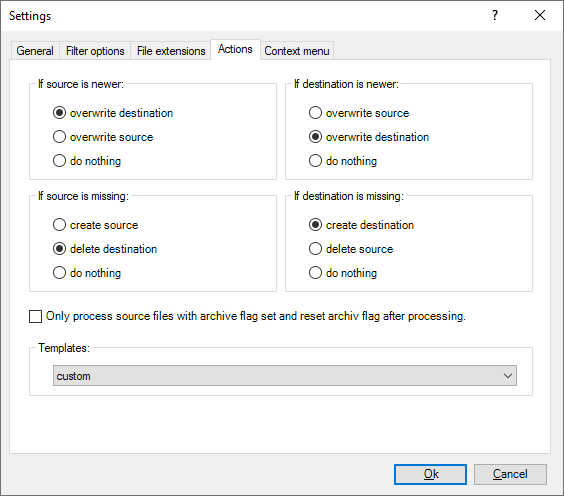 Settings
?
General Filter options File extensions Actions Context menu
If source is newer:
overwrite destination
overwrite source
do nothing
If destination is newer:
overwrite source
overwrite destination
do nothing
If source is missing:
create source
delete destination
do nothing
If destination is missing:
create destination
delete source
do nothing
Only process source files with archive flag set and reset archiv flag after processing.
Templates:
custom
Ok Cancel